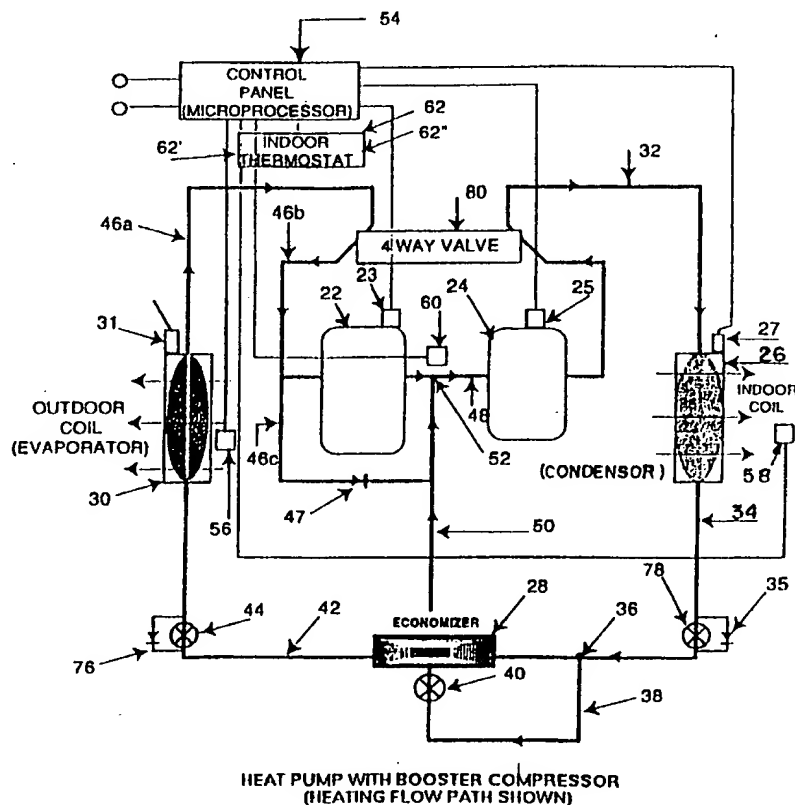 54
CONTROL
PANEL
(MICROPROCESSOR)
62
INDOOR
THERMOSTAT
62'
62"
32
46a
46b
80
4 WAY VALVE
23
22
60
24
25
31
27
26
OUTDOOR
COIL
(EVAPORATOR)
INDOOR
COIL
48
46c
52
(CONDENSOR)
58
30
56
47
50
34
44
42
ECONOMIZER
28
36
78
35
76
40
38
HEAT PUMP WITH BOOSTER COMPRESSOR
(HEATING FLOW PATH SHOWN)